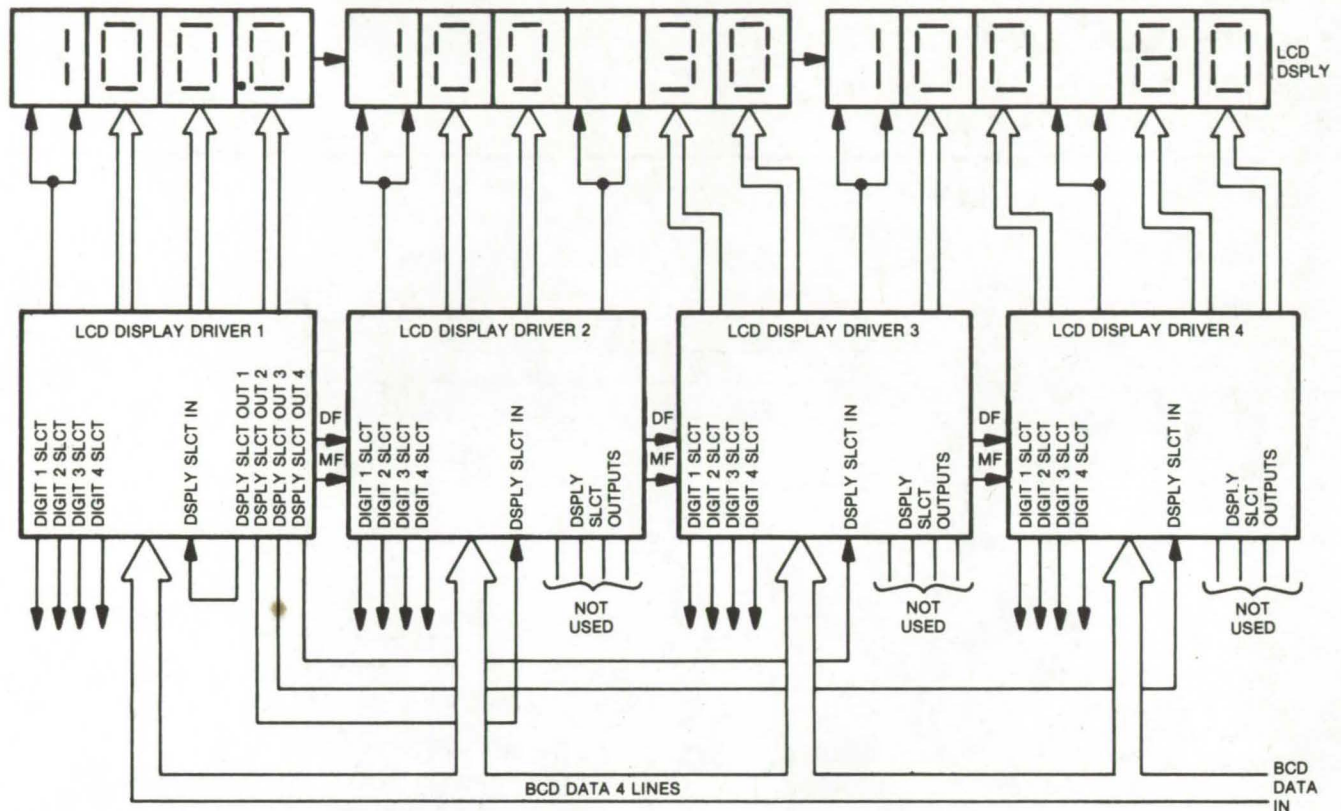 100.0 100 30 100 80
LCD
DSPLY
LCD DISPLAY DRIVER 1
LCD DISPLAY DRIVER 2
LCD DISPLAY DRIVER 3
LCD DISPLAY DRIVER 4
DIGIT 1 SLCT
DIGIT 2 SLCT
DIGIT 3 SLCT
DIGIT 4 SLCT
DSPLY SLCT IN
DSPLY SLCT OUT 1
DSPLY SLCT OUT 2
DSPLY SLCT OUT 3
DSPLY SLCT OUT 4
DF
MF
DIGIT 1 SLCT
DIGIT 2 SLCT
DIGIT 3 SLCT
DIGIT 4 SLCT
DSPLY SLCT IN
DSPLY
SLCT
OUTPUTS
DF
MF
DIGIT 1 SLCT
DIGIT 2 SLCT
DIGIT 3 SLCT
DIGIT 4 SLCT
DSPLY SLCT IN
DSPLY
SLCT
OUTPUTS
DF
MF
DIGIT 1 SLCT
DIGIT 2 SLCT
DIGIT 3 SLCT
DIGIT 4 SLCT
DSPLY SLCT IN
DSPLY
SLCT
OUTPUTS
NOT
USED
NOT
USED
NOT
USED
BCD DATA 4 LINES
BCD
DATA
IN